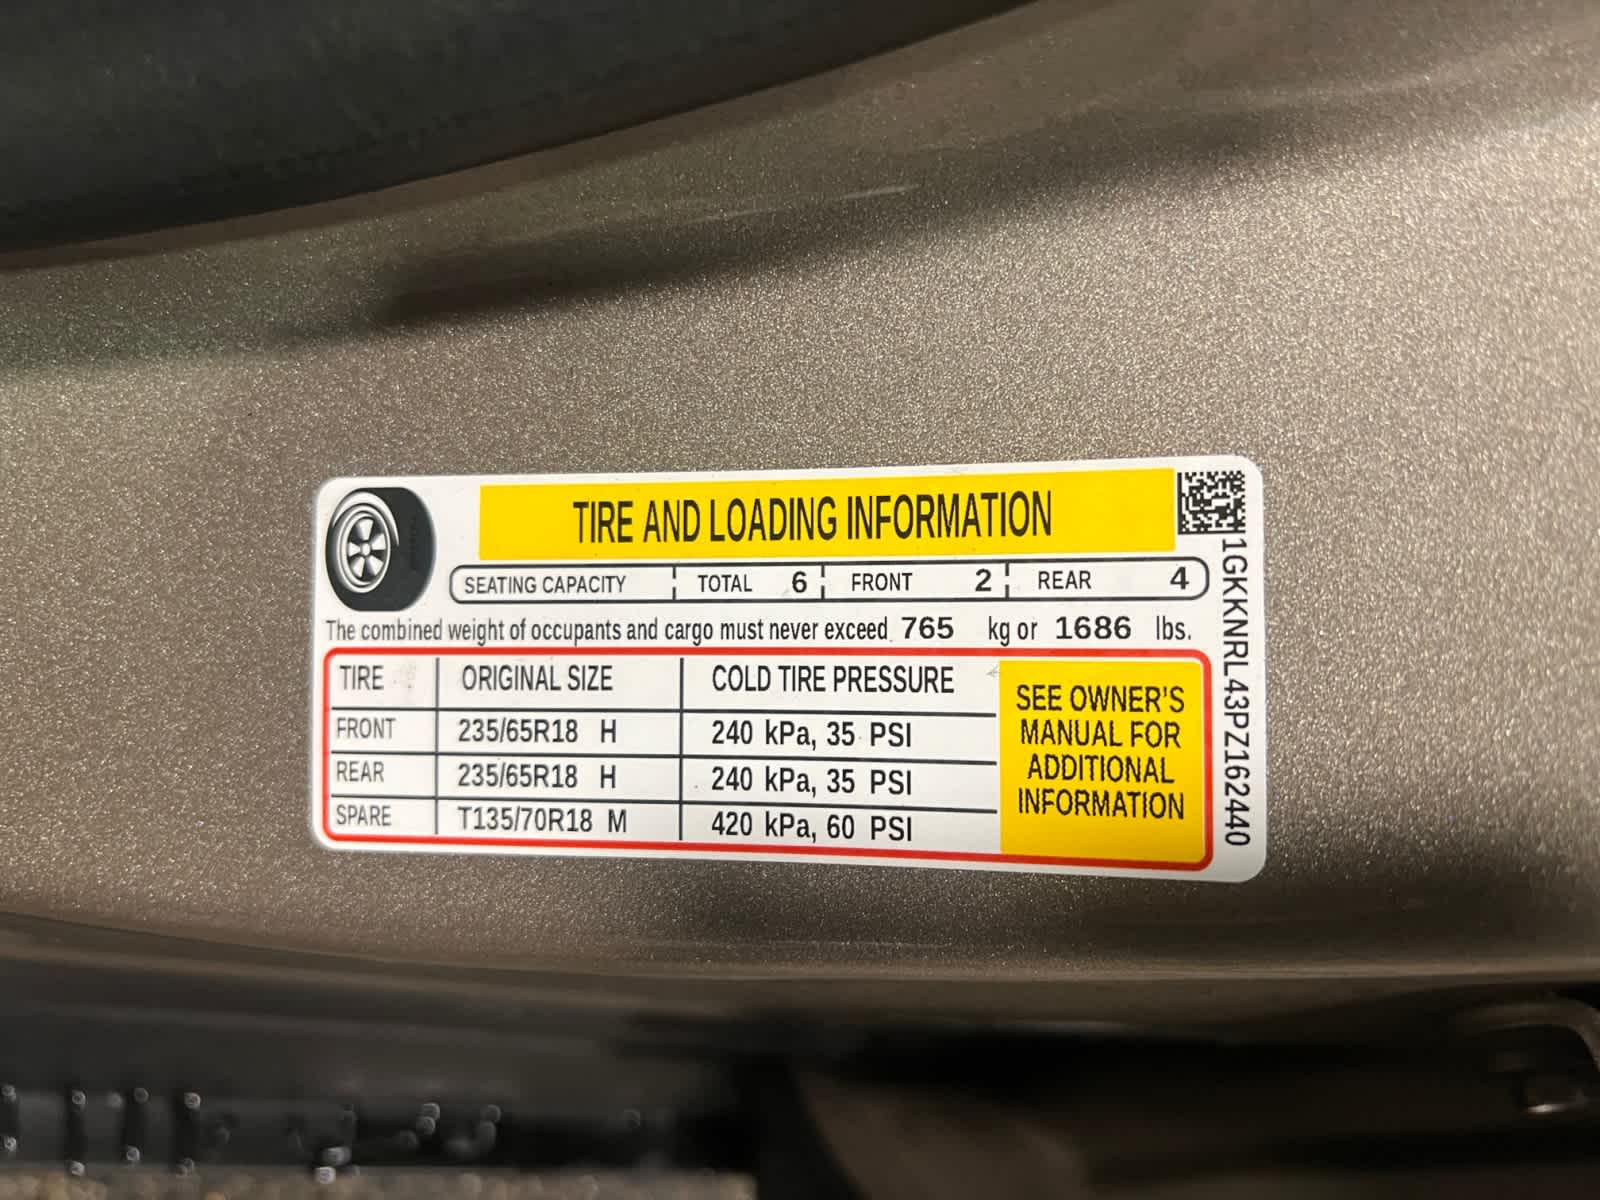 TIRE AND LOADING INFORMATION
SEATING CAPACITY TOTAL 6 FRONT 2 REAR 4
The combined weight of occupants and cargo must never exceed 765 kg or 1686 lbs.
TIRE ORIGINAL SIZE COLD TIRE PRESSURE
FRONT 235/65R18 H 240 kPa, 35 PSI
REAR 235/65R18 H 240 kPa, 35 PSI
SPARE T135/70R18 M 420 kPa, 60 PSI
SEE OWNER'S
MANUAL FOR
ADDITIONAL
INFORMATION
1GKKNRL43PZ162440